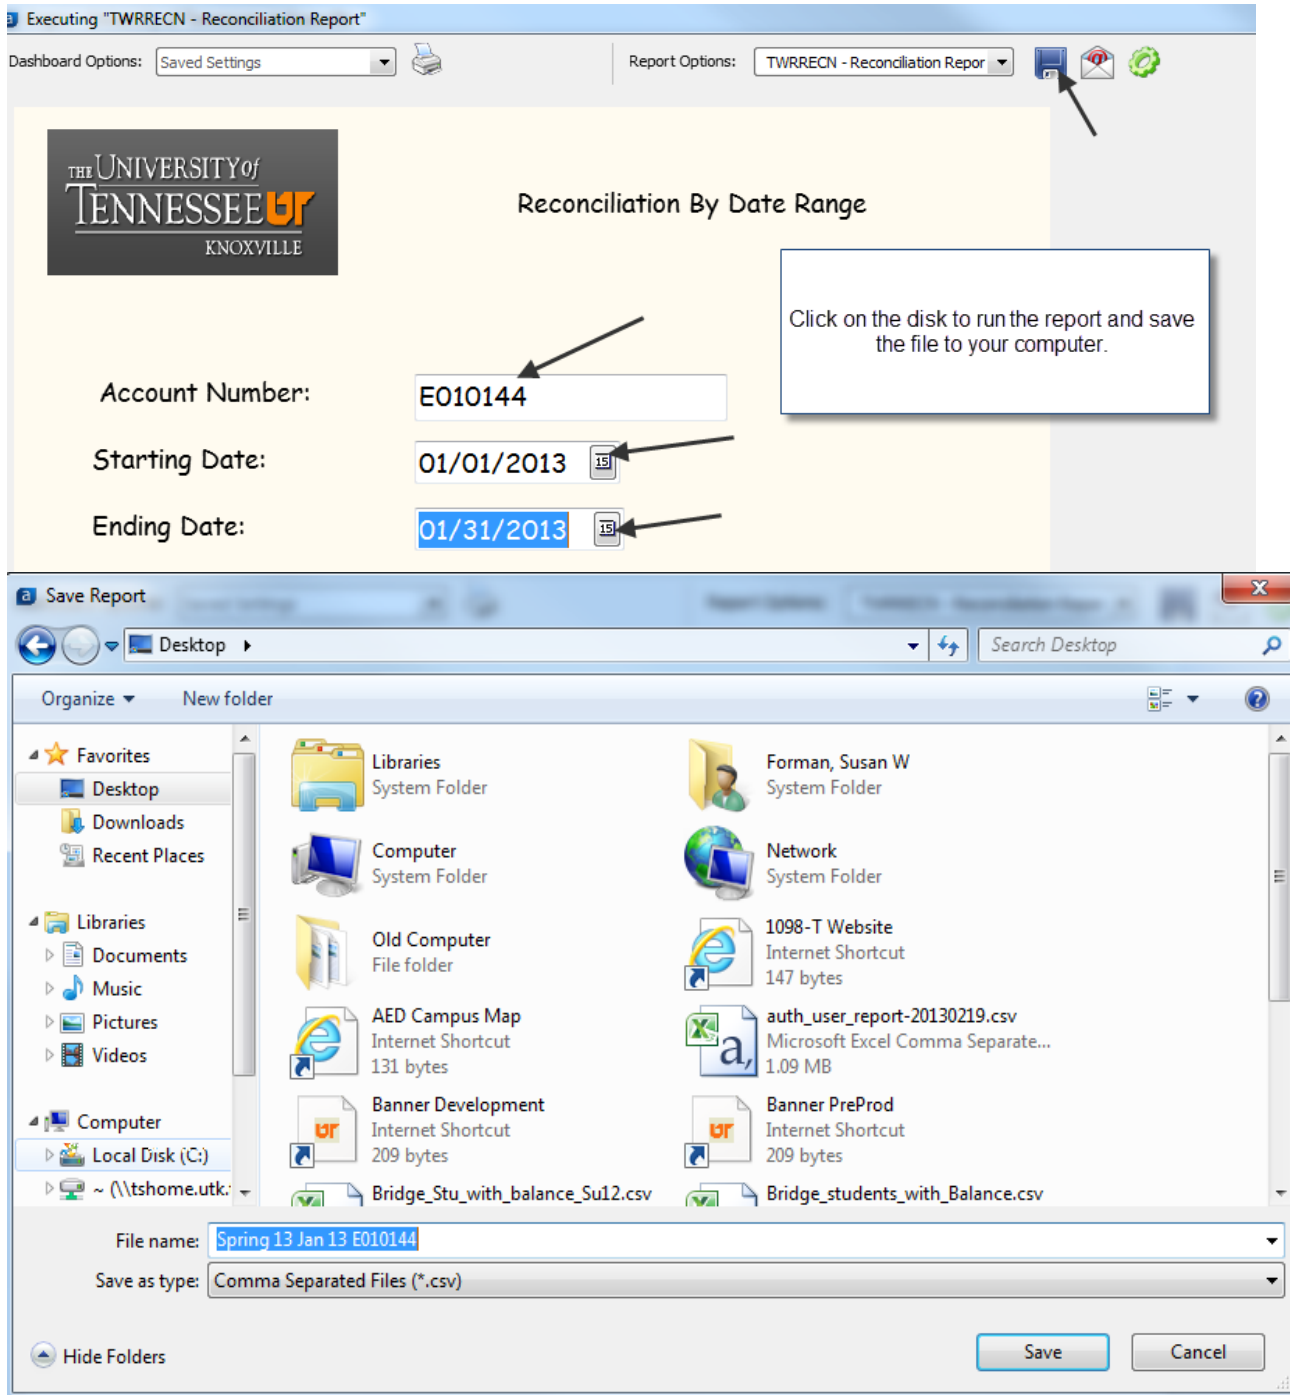 Executing "TWRRECN - Reconciliation Report"
Dashboard Options: Saved Settings Report Options: TWRRECN - Reconciliation Repor
THE UNIVERSITY of
TENNESSEE UT
KNOXVILLE
Reconciliation By Date Range
Click on the disk to run the report and save
the file to your computer.
Account Number: E010144
Starting Date: 01/01/2013 15
Ending Date: 01/31/2013 15
a Save Report
Desktop Search Desktop
Organize New folder
Favorites
Desktop
Downloads
Recent Places
Libraries
Documents
Music
Pictures
Videos
Computer
Local Disk (C:)
~ (\\tshome.utk.
Libraries
System Folder
Forman, Susan W
System Folder
Computer
System Folder
Network
System Folder
Old Computer
File folder
1098-T Website
Internet Shortcut
147 bytes
AED Campus Map
Internet Shortcut
131 bytes
auth_user_report-20130219.csv
Microsoft Excel Comma Separate...
1.09 MB
Banner Development
Internet Shortcut
209 bytes
Banner PreProd
Internet Shortcut
209 bytes
Bridge_Stu_with_balance_Su12.csv
Bridge_students_with_Balance.csv
File name: Spring 13 Jan 13 E010144
Save as type: Comma Separated Files (*.csv)
Hide Folders Save Cancel